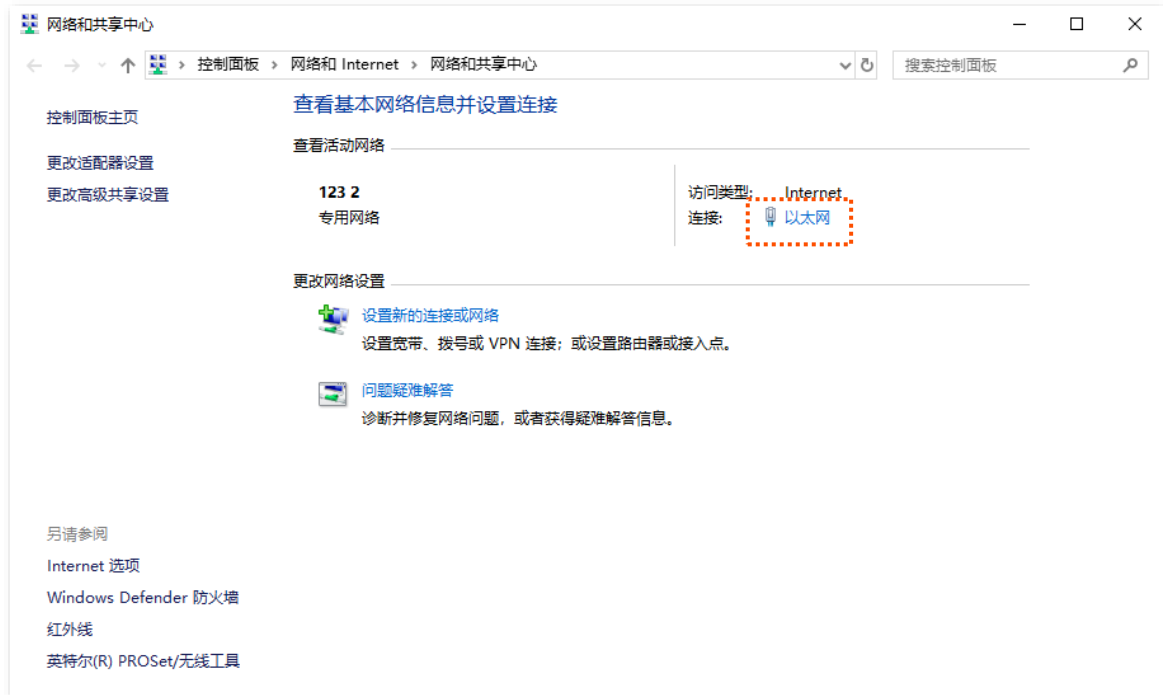 网络和共享中心
控制面板 › 网络和 Internet › 网络和共享中心
搜索控制面板
控制面板主页
更改适配器设置
更改高级共享设置
查看基本网络信息并设置连接
查看活动网络
123 2
专用网络
访问类型: Internet
连接: 以太网
更改网络设置
设置新的连接或网络
设置宽带、拨号或 VPN 连接；或设置路由器或接入点。
问题疑难解答
诊断并修复网络问题，或者获得疑难解答信息。
另请参阅
Internet 选项
Windows Defender 防火墙
红外线
英特尔(R) PROSet/无线工具